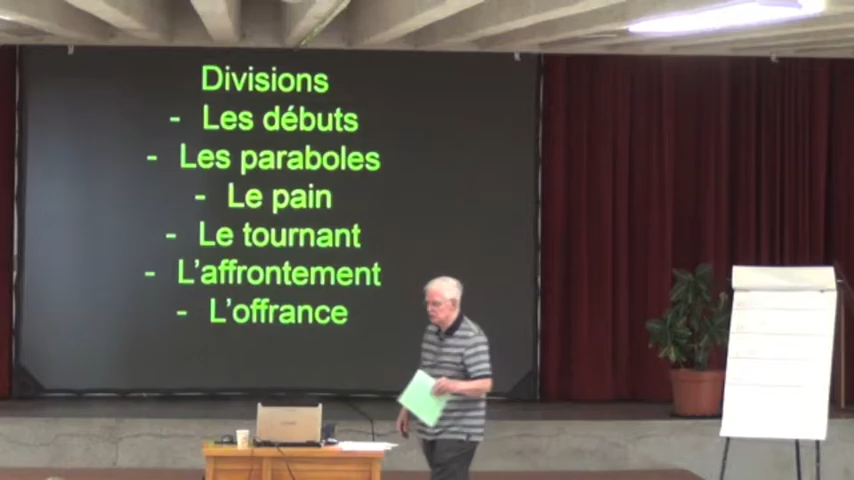 Divisions
- Les débuts
- Les paraboles
- Le pain
- Le tournant
- L'affrontement
- L'offrance